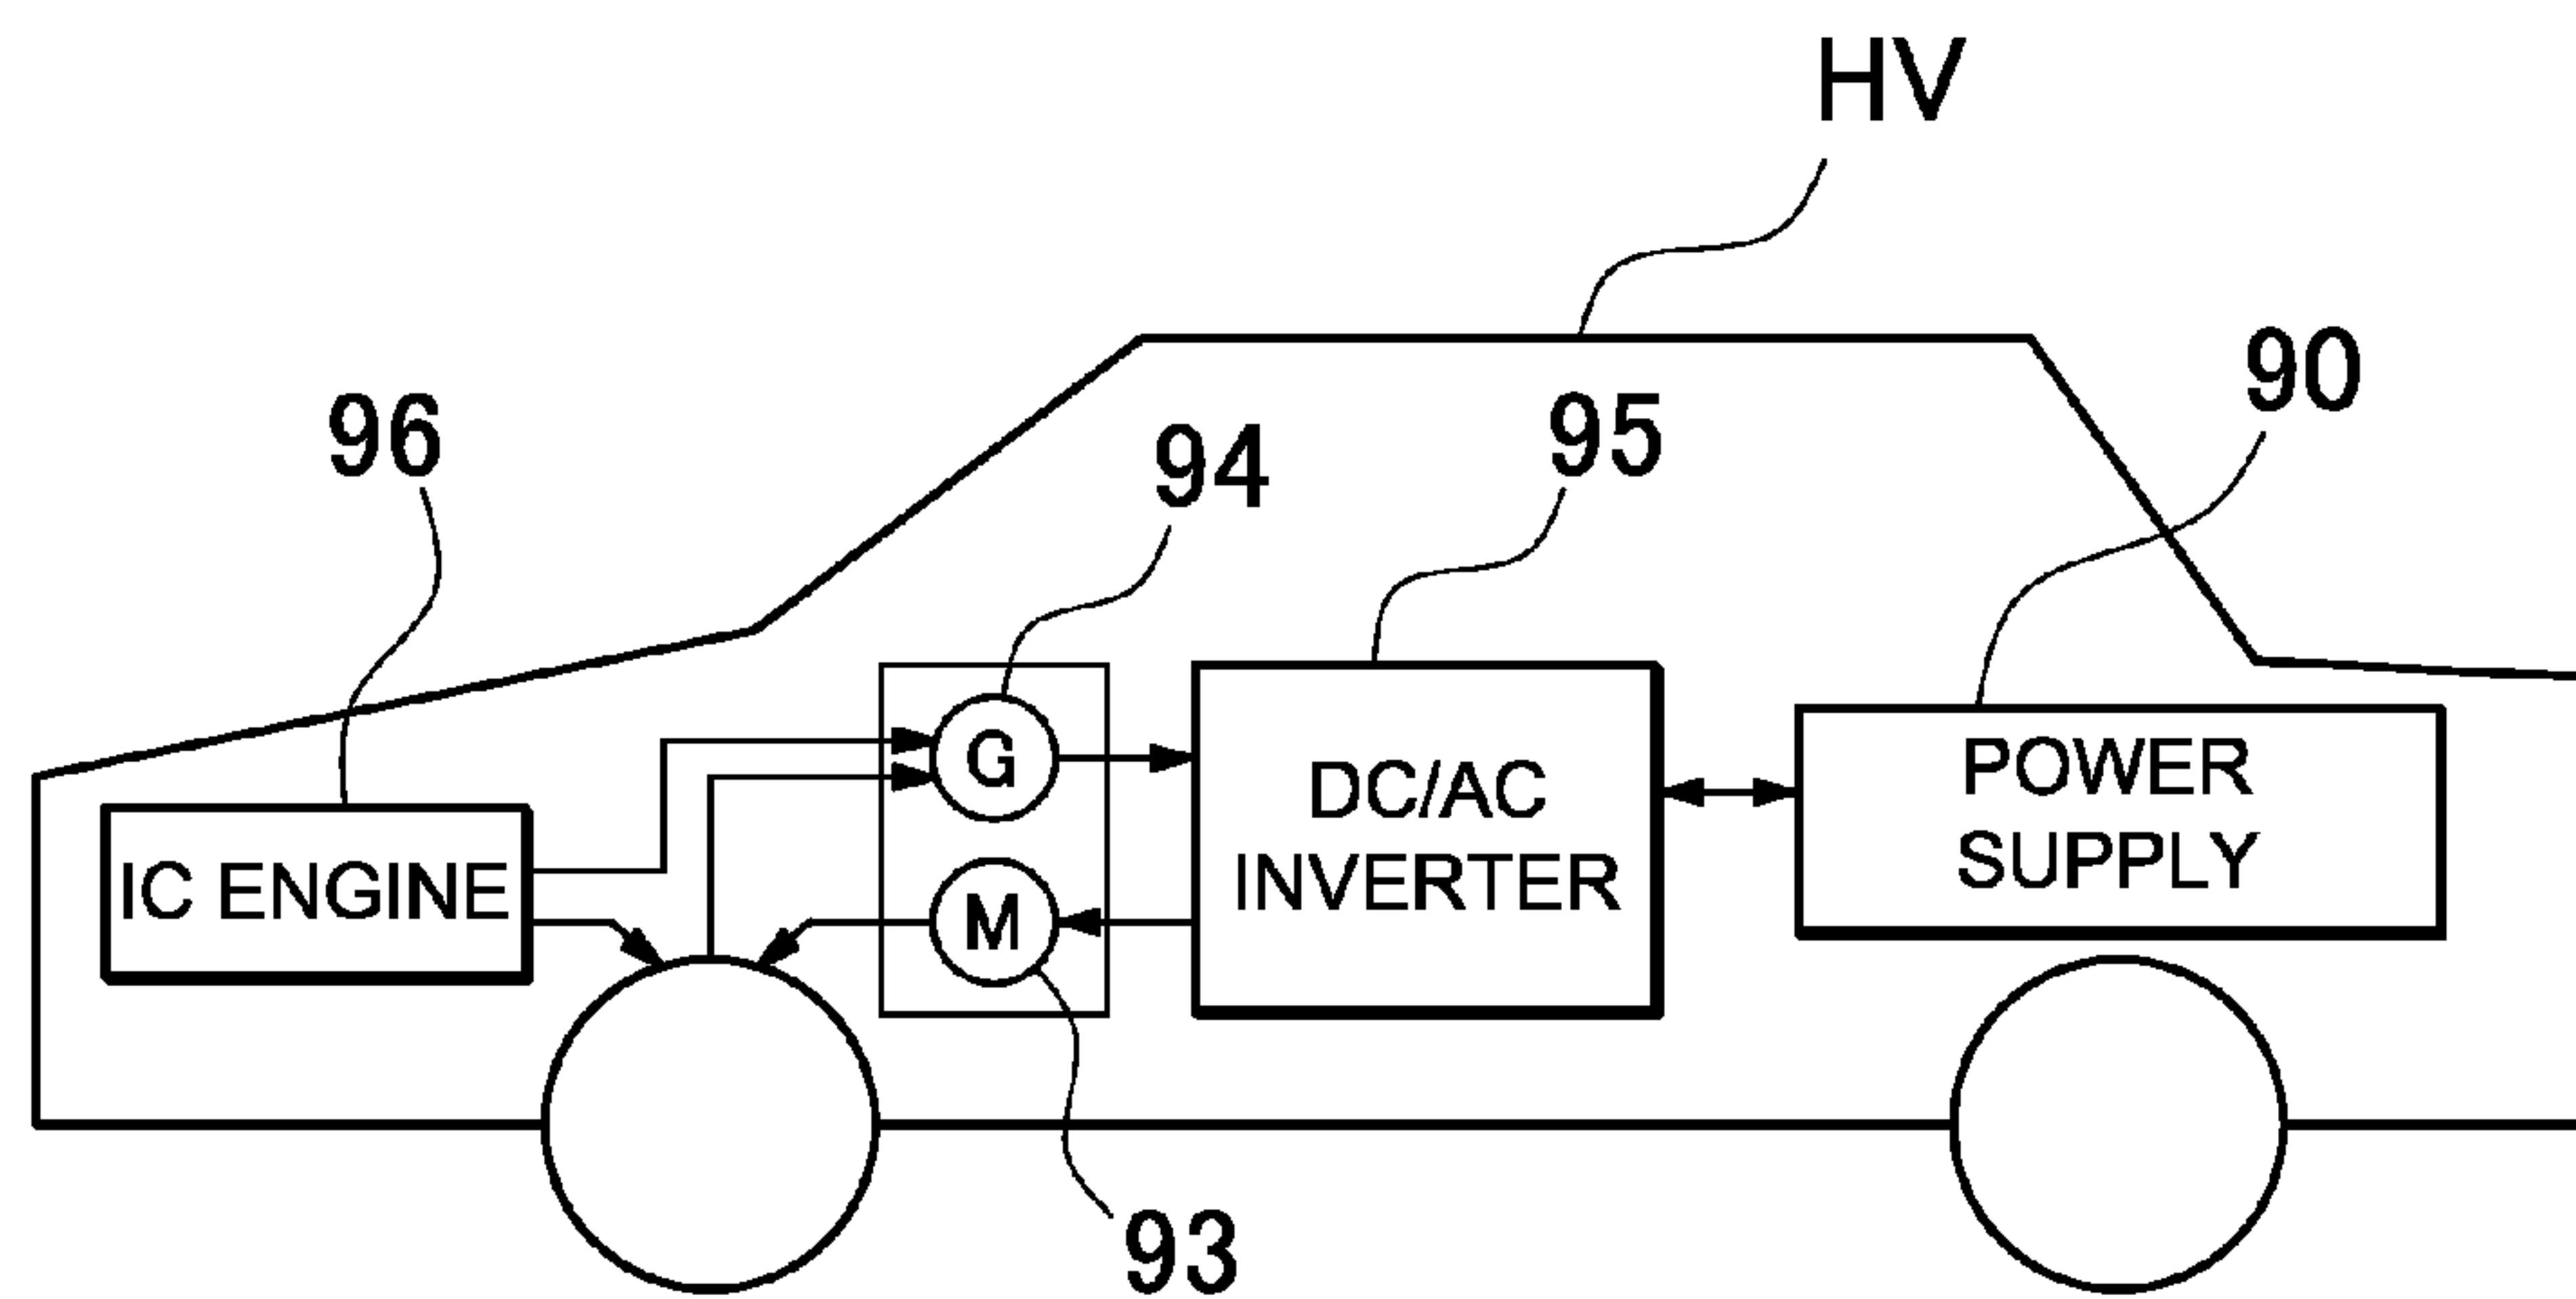 HV
90
96
94
95
G
DC/AC
INVERTER
POWER
SUPPLY
IC ENGINE
M
93